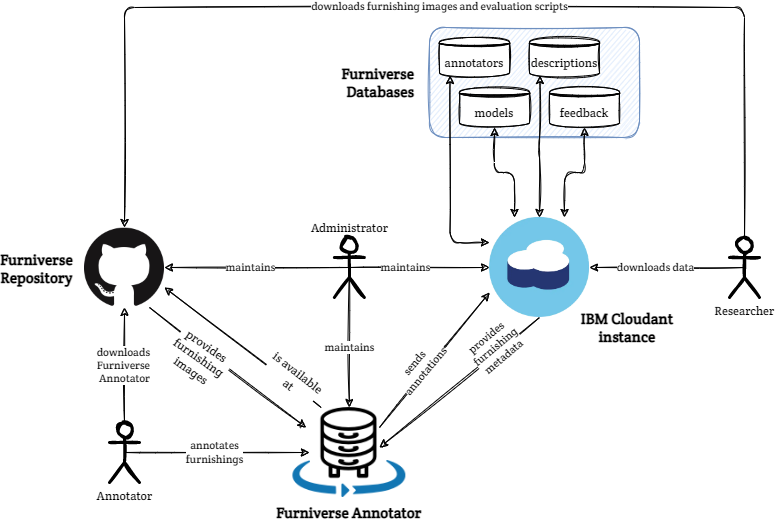 downloads furnishing images and evaluation scripts
Furniverse
Databases
annotators
descriptions
models
feedback
Administrator
Furniverse
Repository
maintains
maintains
downloads data
Researcher
IBM Cloudant
instance
maintains
provides
furnishing
images
is available
at
sends
annotations
provides
furnishing
metadata
downloads
Furniverse
Annotator
annotates
furnishings
Annotator
Furniverse Annotator